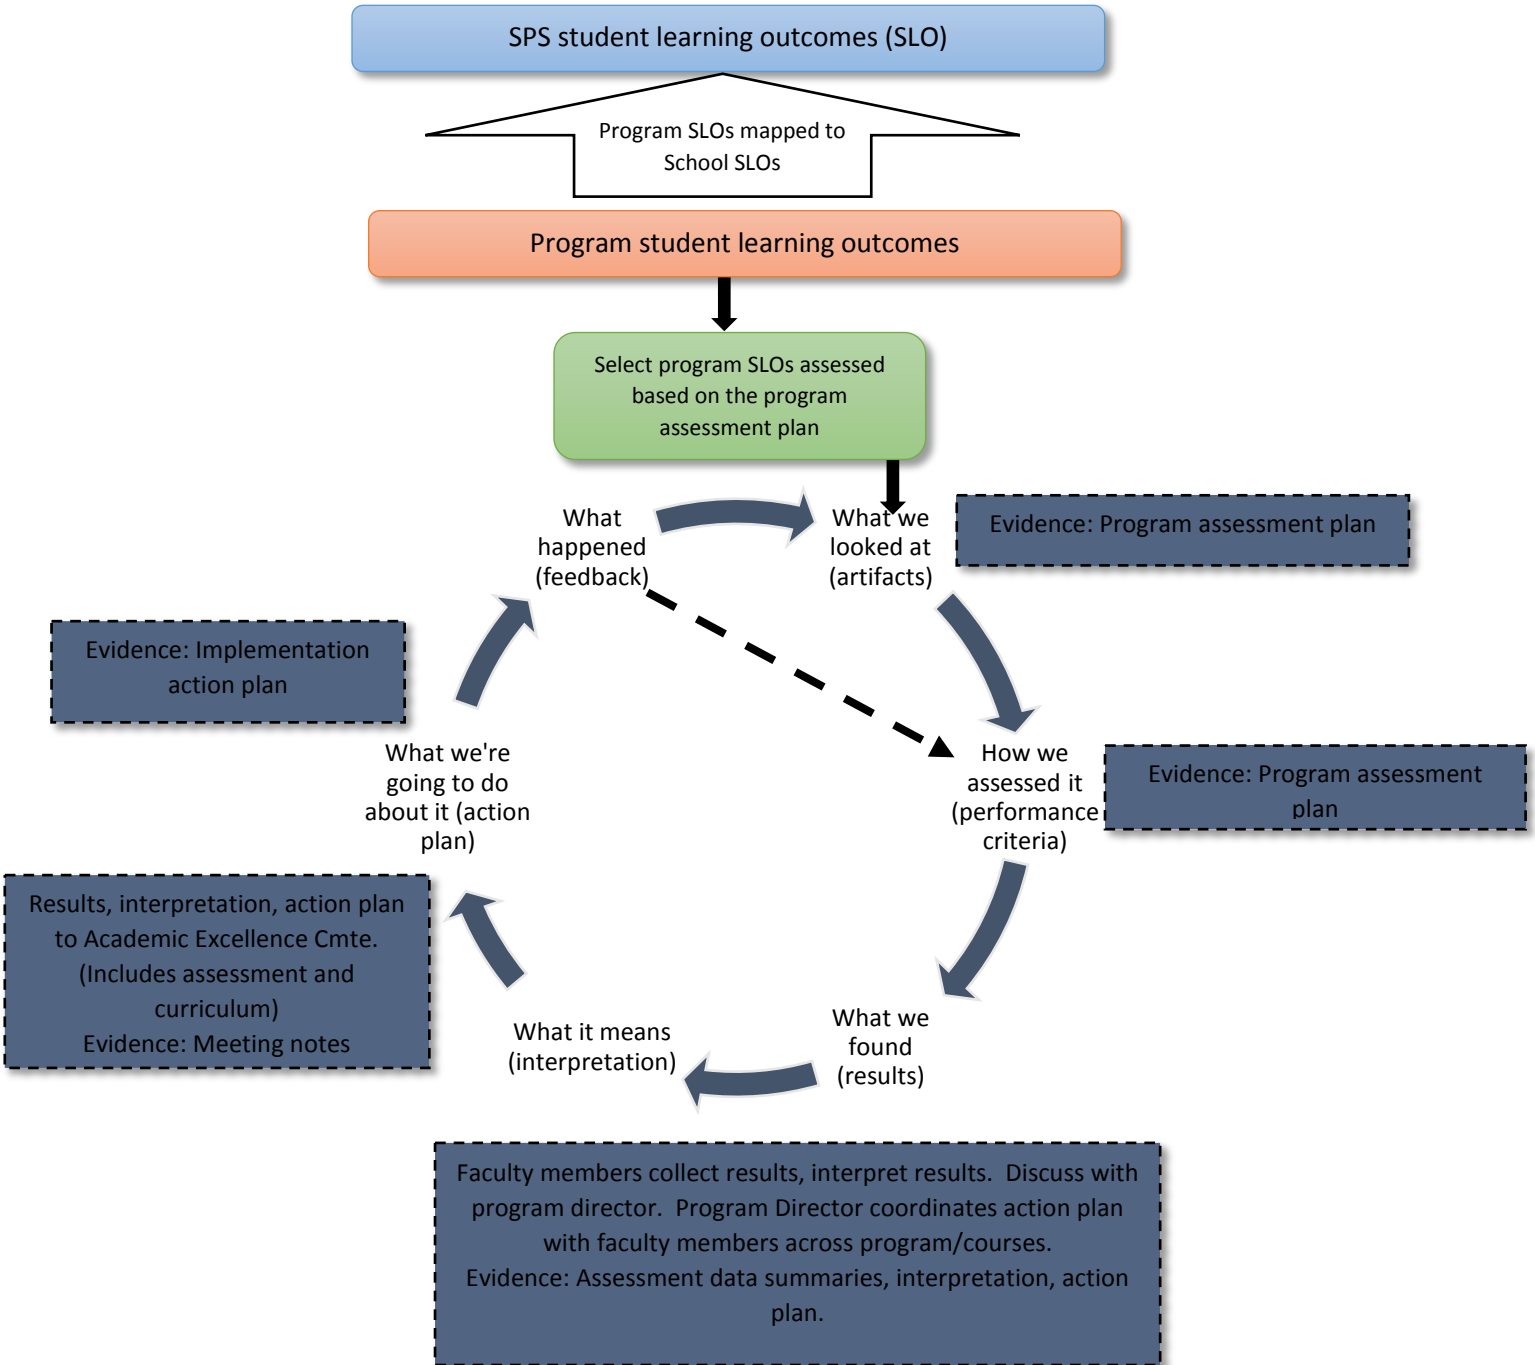 SPS student learning outcomes (SLO)
Program SLOs mapped to
School SLOs
Program student learning outcomes
Select program SLOs assessed
based on the program
assessment plan
What
happened
(feedback)
What we
looked at
(artifacts)
Evidence: Program assessment plan
Evidence: Implementation
action plan
What we're
going to do
about it (action
plan)
How we
assessed it
(performance
criteria)
Evidence: Program assessment
plan
Results, interpretation, action plan
to Academic Excellence Cmte.
(Includes assessment and
curriculum)
Evidence: Meeting notes
What it means
(interpretation)
What we
found
(results)
Faculty members collect results, interpret results.  Discuss with
program director.  Program Director coordinates action plan
with faculty members across program/courses.
Evidence: Assessment data summaries, interpretation, action
plan.